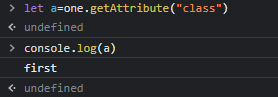 > let a=one.getAttribute("class")
<· undefined
> console.log(a)
first
<· undefined